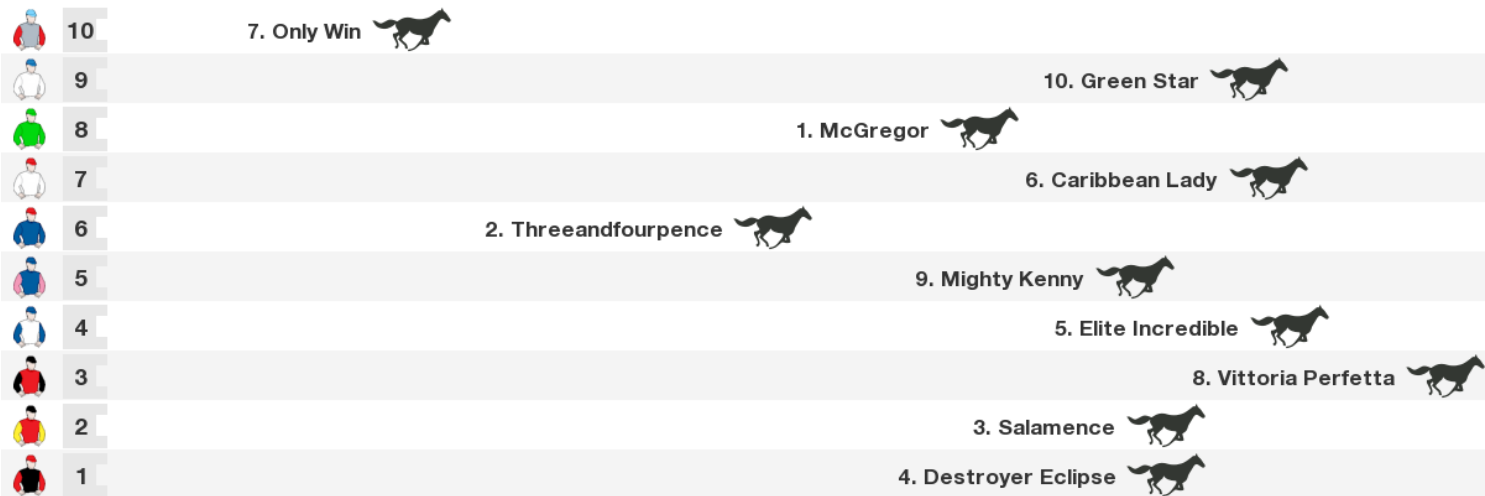 10 7. Only Win
9 10. Green Star
8 1. McGregor
7 6. Caribbean Lady
6 2. Threeandfourpence
5 9. Mighty Kenny
4 5. Elite Incredible
3 8. Vittoria Perfetta
2 3. Salamence
1 4. Destroyer Eclipse